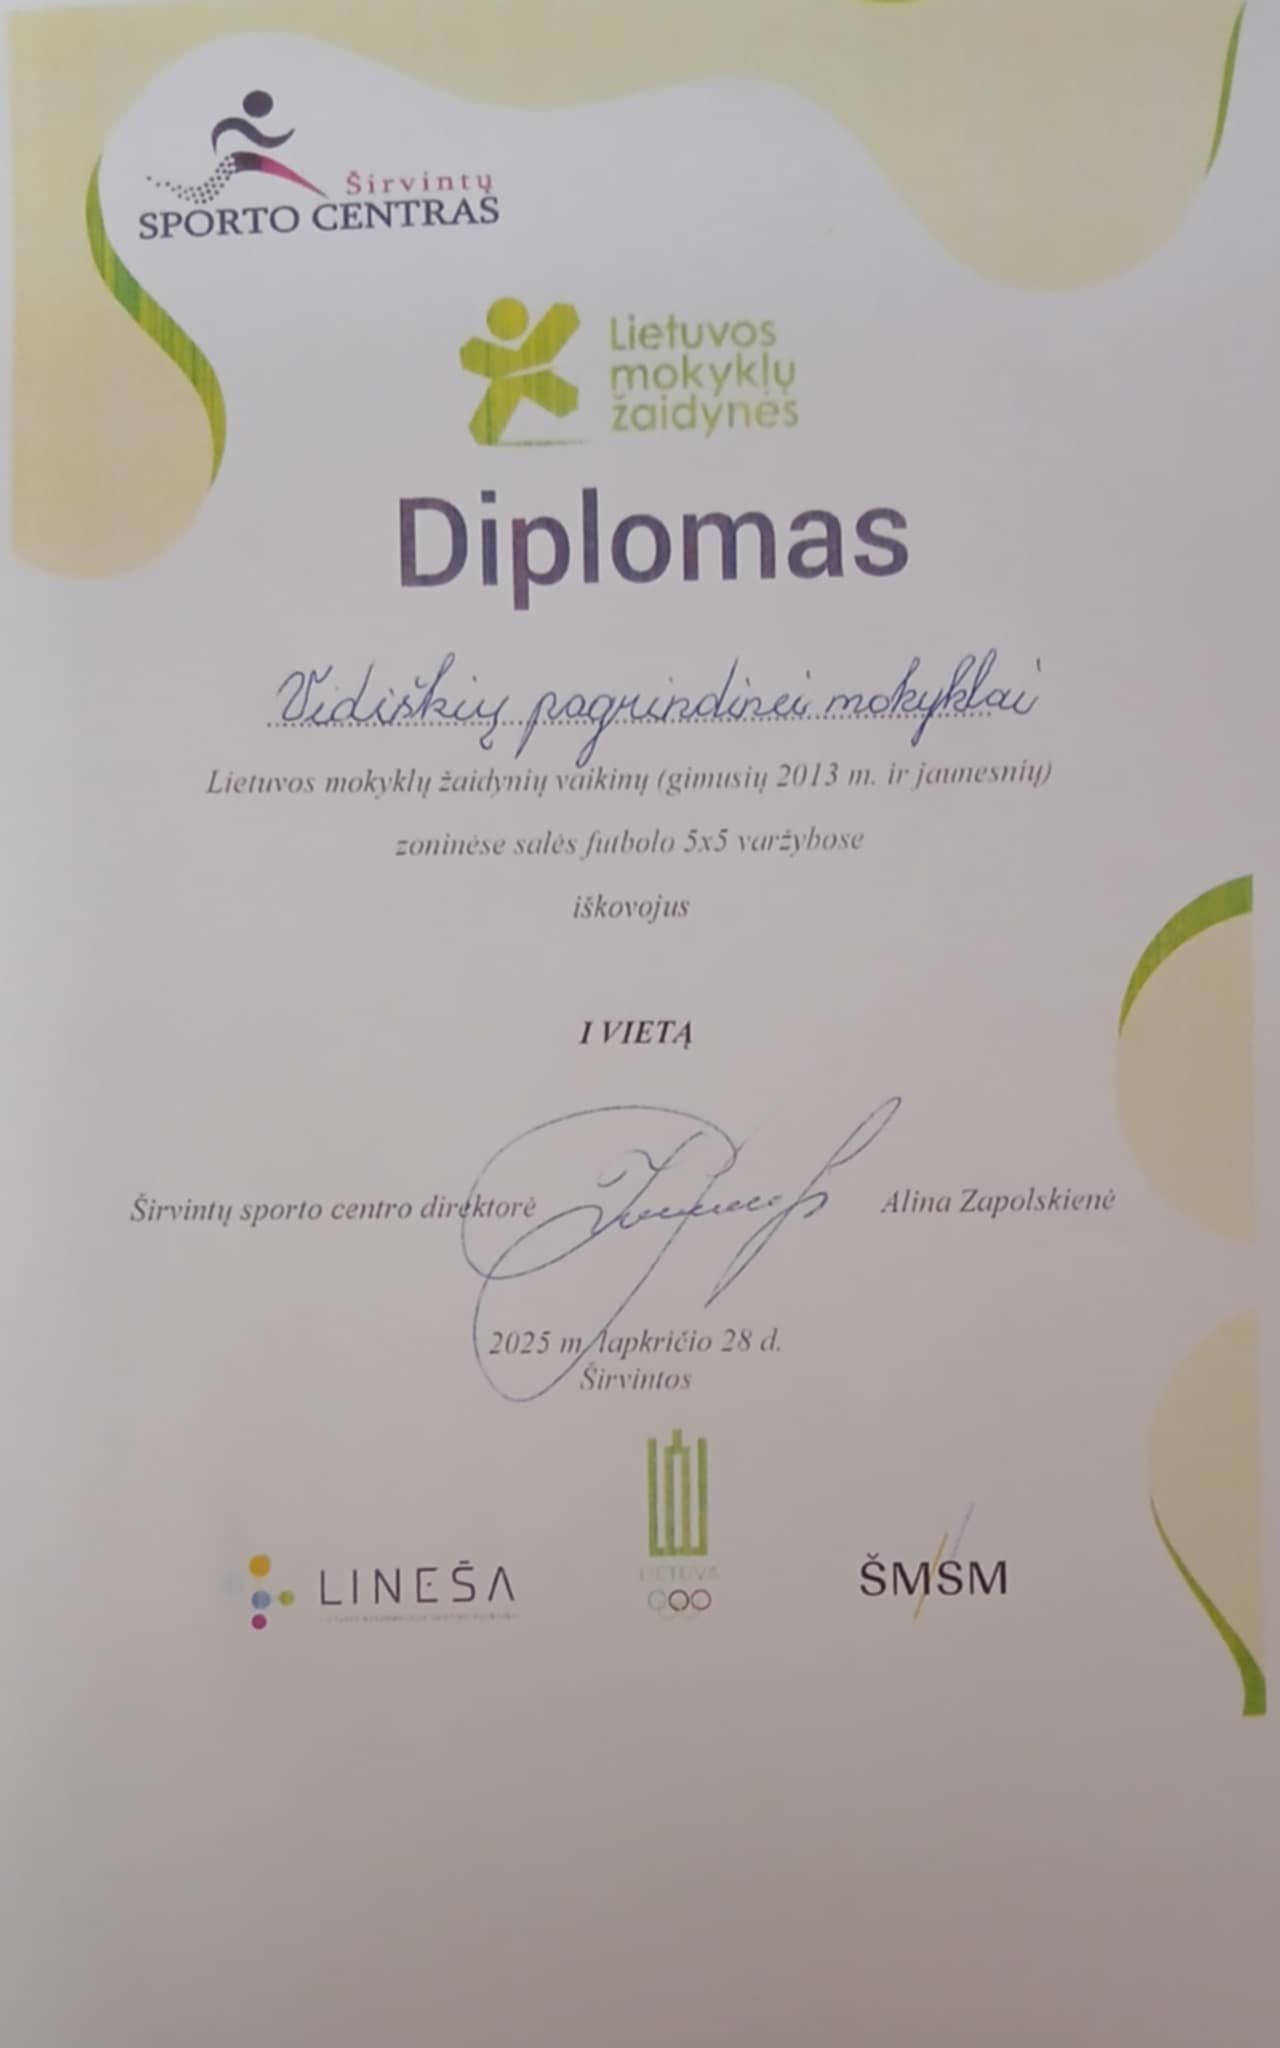 Širvintų
SPORTO CENTRAS
Lietuvos
mokyklų
žaidynės
Diplomas
Vidiškių pagrindinei mokyklai
Lietuvos mokyklų žaidynių vaikinų (gimusių 2013 m. ir jaunesnių)
zoninėse salės futbolo 5x5 varžybose
iškovojus
I VIETĄ
Širvintų sporto centro direktorė Alina Zapolskienė
2025 m. lapkričio 28 d.
Širvintos
LINEŠA
LIETUVA
ŠMSM